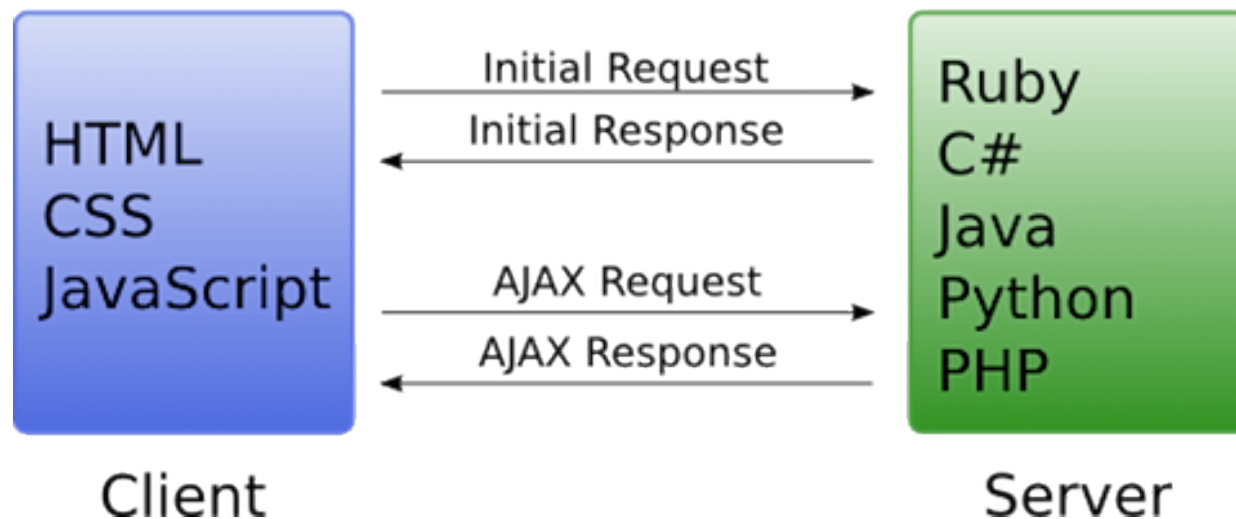 HTML
CSS
JavaScript
Client
Initial Request
Initial Response
AJAX Request
AJAX Response
Ruby
C#
Java
Python
PHP
Server